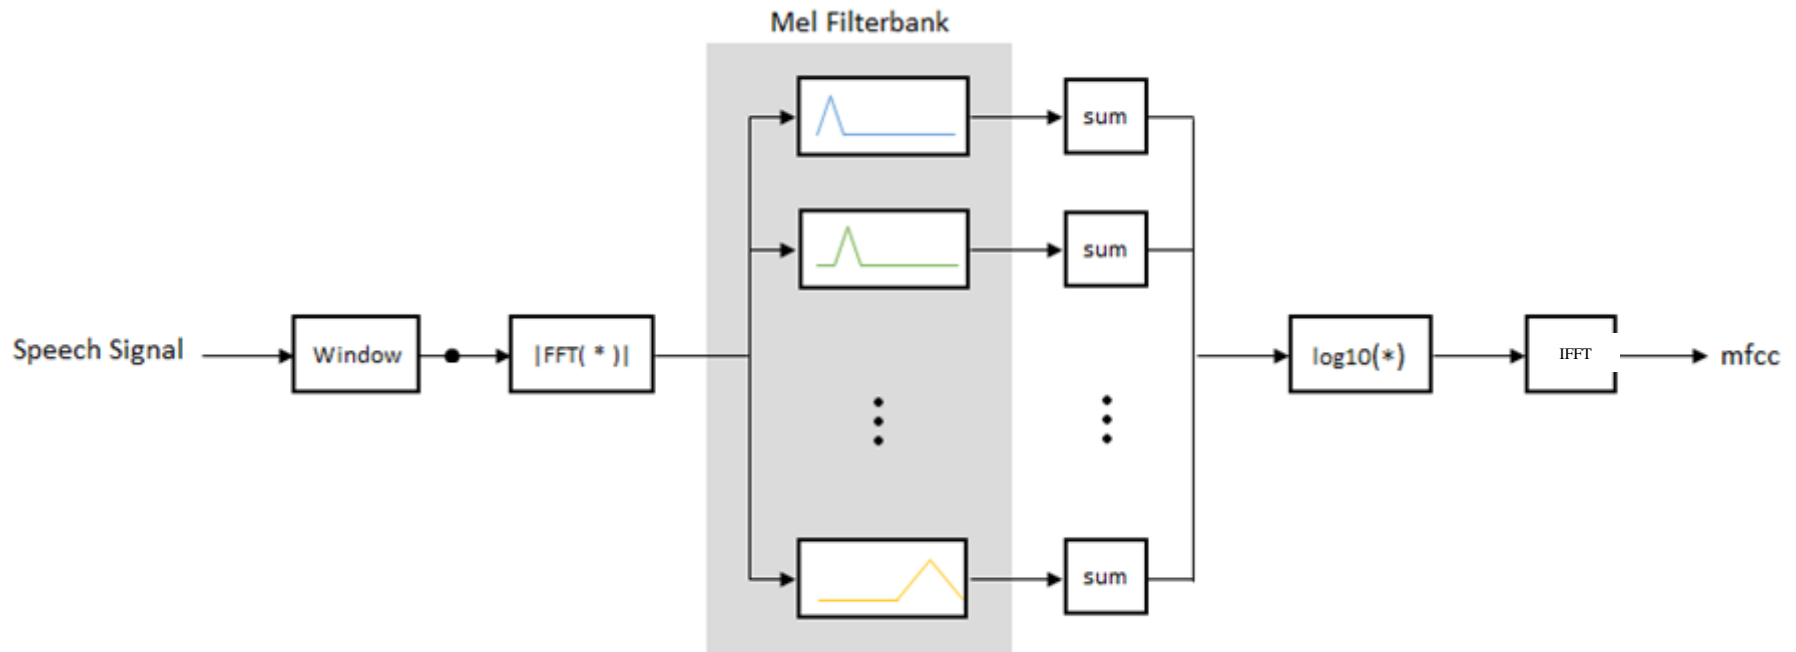 Mel Filterbank
sum
sum
Speech Signal
Window
|FFT( * )|
log10(*)
IFFT
mfcc
sum